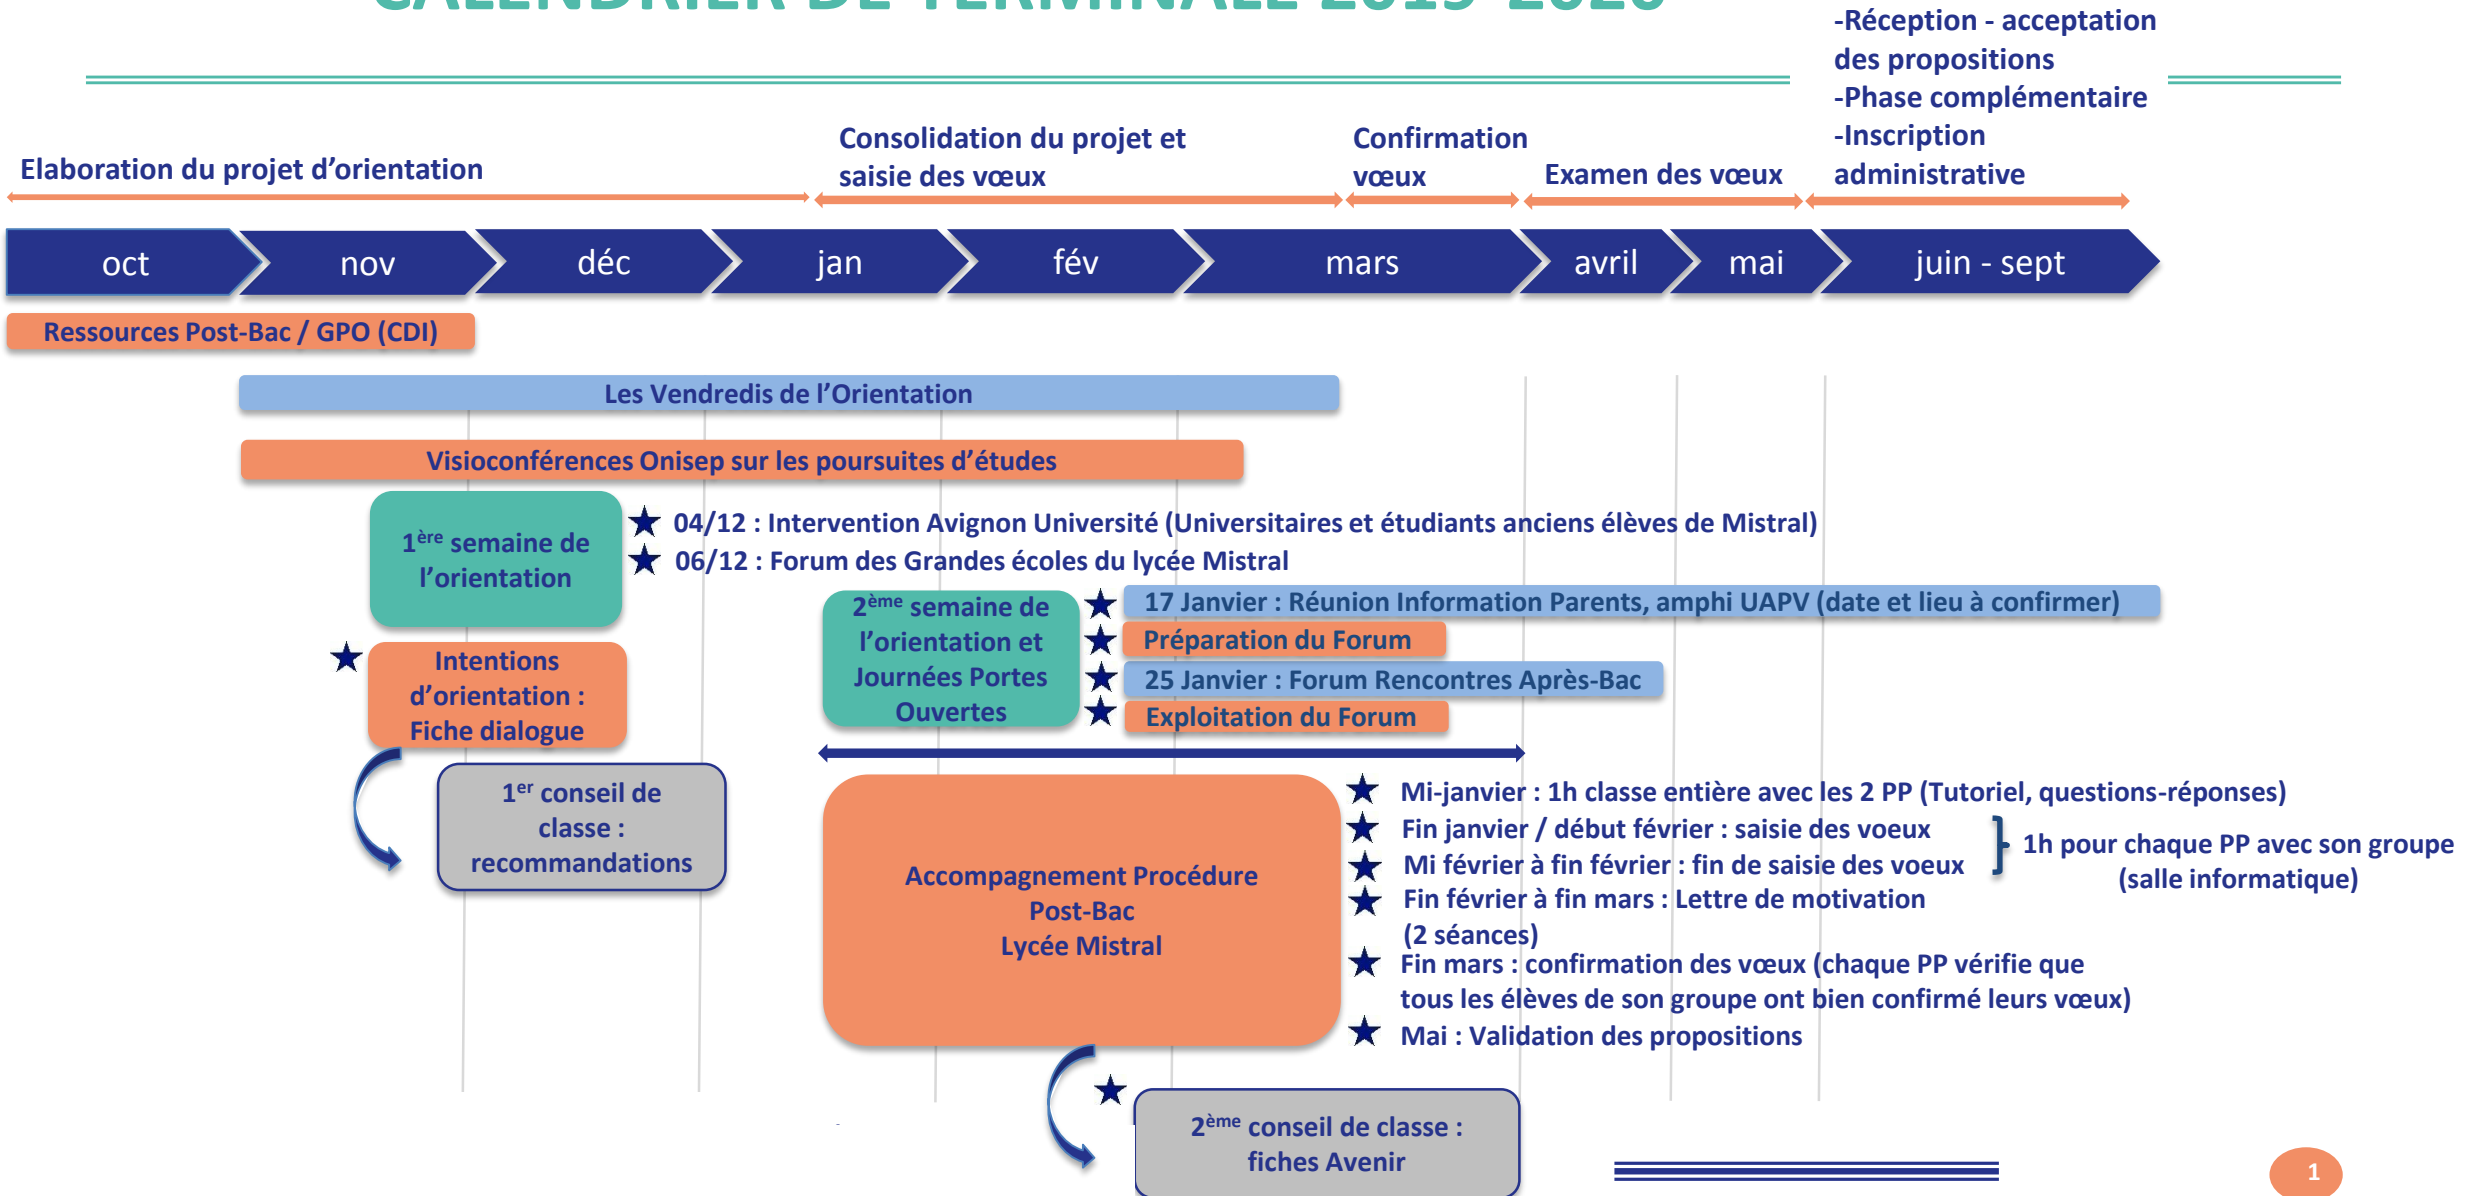 CALENDRIER DE TERMINALE 2019-2020
-Réception - acceptation
des propositions
-Phase complémentaire
-Inscription
administrative
Elaboration du projet d’orientation
Consolidation du projet et
saisie des vœux
Confirmation
vœux
Examen des vœux
oct
nov
déc
jan
fév
mars
avril
mai
juin - sept
Ressources Post-Bac / GPO (CDI)
Les Vendredis de l’Orientation
Visioconférences Onisep sur les poursuites d’études
1ère semaine de
l’orientation
04/12 : Intervention Avignon Université (Universitaires et étudiants anciens élèves de Mistral)
06/12 : Forum des Grandes écoles du lycée Mistral
2ème semaine de
l’orientation et
Journées Portes
Ouvertes
17 Janvier : Réunion Information Parents, amphi UAPV (date et lieu à confirmer)
Préparation du Forum
25 Janvier : Forum Rencontres Après-Bac
Exploitation du Forum
Intentions
d’orientation :
Fiche dialogue
1er conseil de
classe :
recommandations
Accompagnement Procédure
Post-Bac
Lycée Mistral
Mi-janvier : 1h classe entière avec les 2 PP (Tutoriel, questions-réponses)
Fin janvier / début février : saisie des voeux
Mi février à fin février : fin de saisie des voeux
1h pour chaque PP avec son groupe
(salle informatique)
Fin février à fin mars : Lettre de motivation
(2 séances)
Fin mars : confirmation des vœux (chaque PP vérifie que
tous les élèves de son groupe ont bien confirmé leurs vœux)
Mai : Validation des propositions
2ème conseil de classe :
fiches Avenir
1